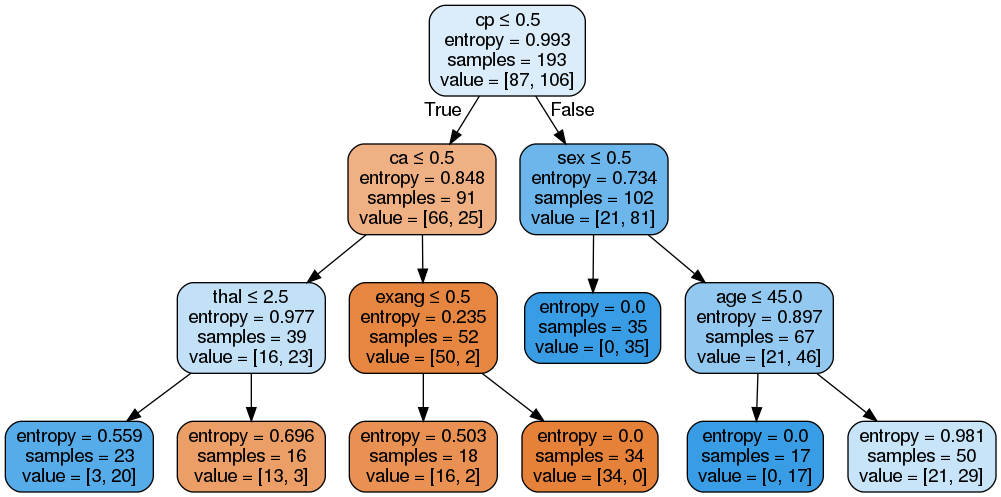 cp ≤ 0.5
entropy = 0.993
samples = 193
value = [87, 106]
True
False
ca ≤ 0.5
entropy = 0.848
samples = 91
value = [66, 25]
sex ≤ 0.5
entropy = 0.734
samples = 102
value = [21, 81]
thal ≤ 2.5
entropy = 0.977
samples = 39
value = [16, 23]
exang ≤ 0.5
entropy = 0.235
samples = 52
value = [50, 2]
entropy = 0.0
samples = 35
value = [0, 35]
age ≤ 45.0
entropy = 0.897
samples = 67
value = [21, 46]
entropy = 0.559
samples = 23
value = [3, 20]
entropy = 0.696
samples = 16
value = [13, 3]
entropy = 0.503
samples = 18
value = [16, 2]
entropy = 0.0
samples = 34
value = [34, 0]
entropy = 0.0
samples = 17
value = [0, 17]
entropy = 0.981
samples = 50
value = [21, 29]